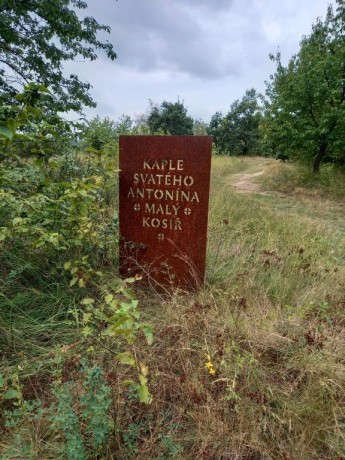 KAPLE
SVATÉHO
ANTONÍNA
MALÝ
KOSÍŘ